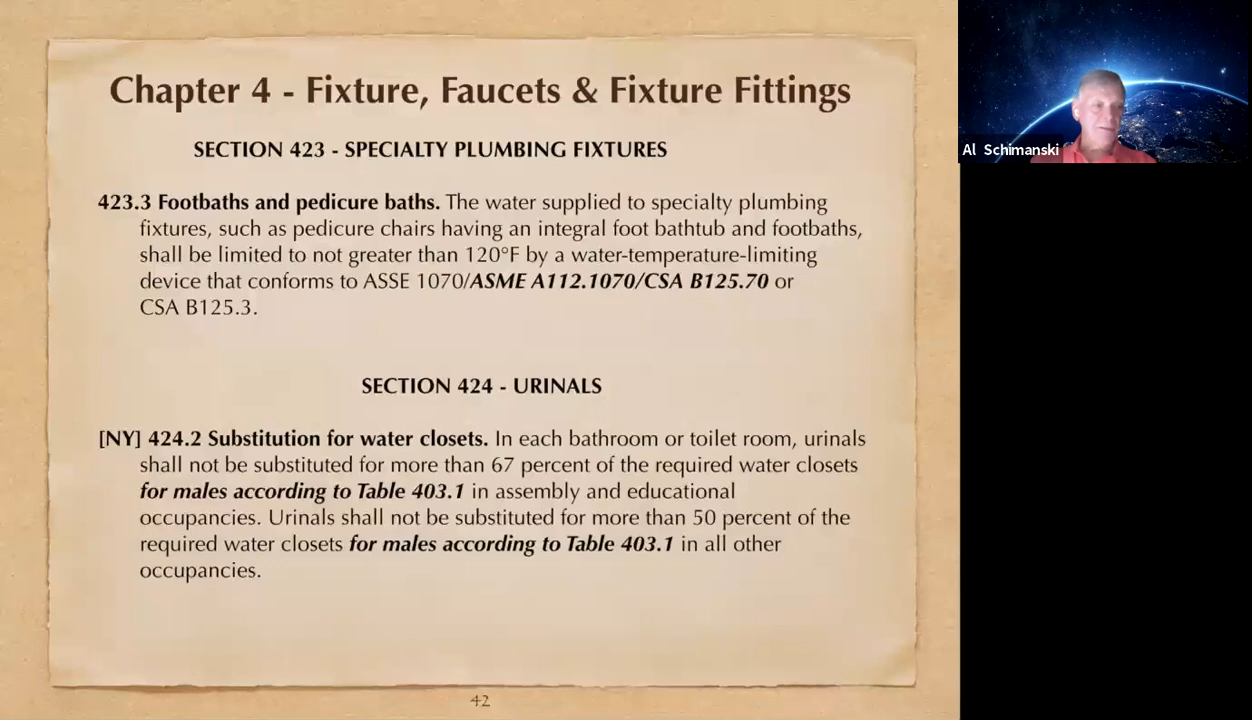 Chapter 4 - Fixture, Faucets & Fixture Fittings
SECTION 423 - SPECIALTY PLUMBING FIXTURES
423.3 Footbaths and pedicure baths. The water supplied to specialty plumbing
fixtures, such as pedicure chairs having an integral foot bathtub and footbaths,
shall be limited to not greater than 120°F by a water-temperature-limiting
device that conforms to ASSE 1070/ASME A112.1070/CSA B125.70 or
CSA B125.3.
SECTION 424 - URINALS
[NY] 424.2 Substitution for water closets. In each bathroom or toilet room, urinals
shall not be substituted for more than 67 percent of the required water closets
for males according to Table 403.1 in assembly and educational
occupancies. Urinals shall not be substituted for more than 50 percent of the
required water closets for males according to Table 403.1 in all other
occupancies.
42
Al Schimanski